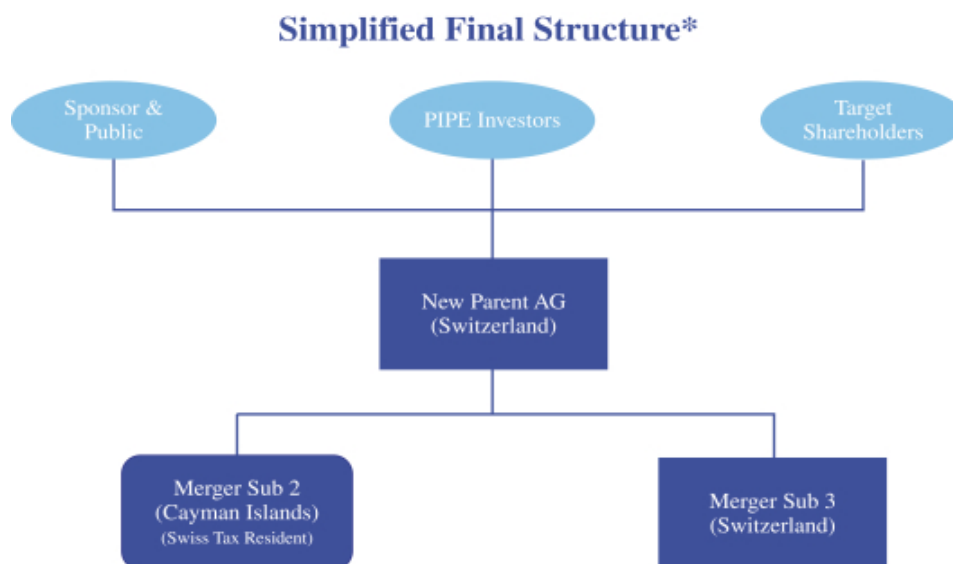 Simplified Final Structure*
Sponsor &
Public
PIPE Investors
Target
Shareholders
New Parent AG
(Switzerland)
Merger Sub 2
(Cayman Islands)
(Swiss Tax Resident)
Merger Sub 3
(Switzerland)